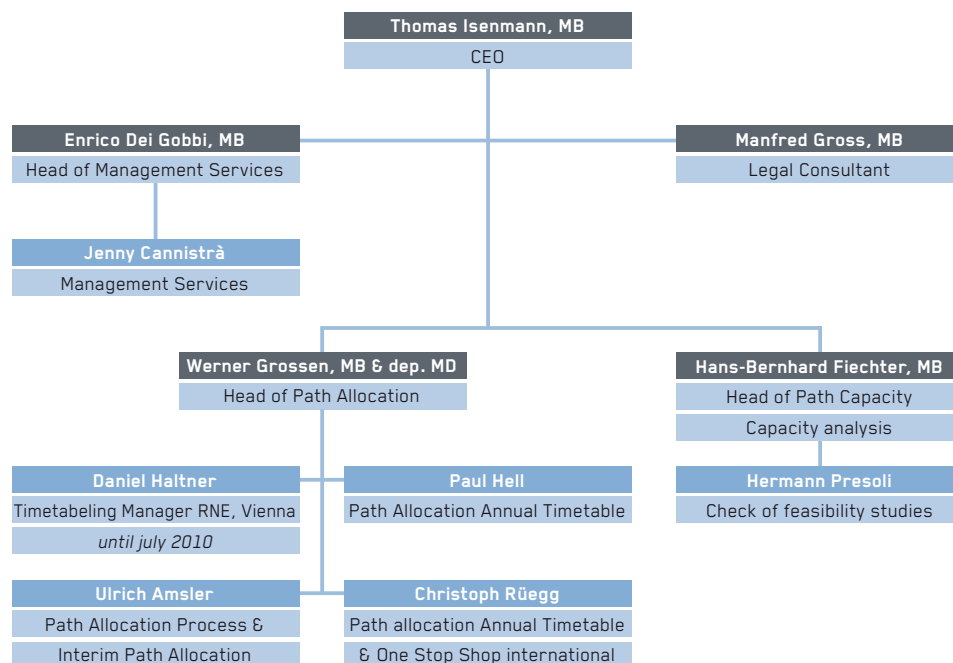 Thomas Isenmann, MB
CEO
Enrico Dei Gobbi, MB
Head of Management Services
Manfred Gross, MB
Legal Consultant
Jenny Cannistrà
Management Services
Werner Grossen, MB & dep. MD
Head of Path Allocation
Hans-Bernhard Fiechter, MB
Head of Path Capacity
Capacity analysis
Daniel Haltner
Timetabeling Manager RNE, Vienna
until july 2010
Paul Hell
Path Allocation Annual Timetable
Hermann Presoli
Check of feasibility studies
Ulrich Amsler
Path Allocation Process &
Interim Path Allocation
Christoph Rüegg
Path allocation Annual Timetable
& One Stop Shop international